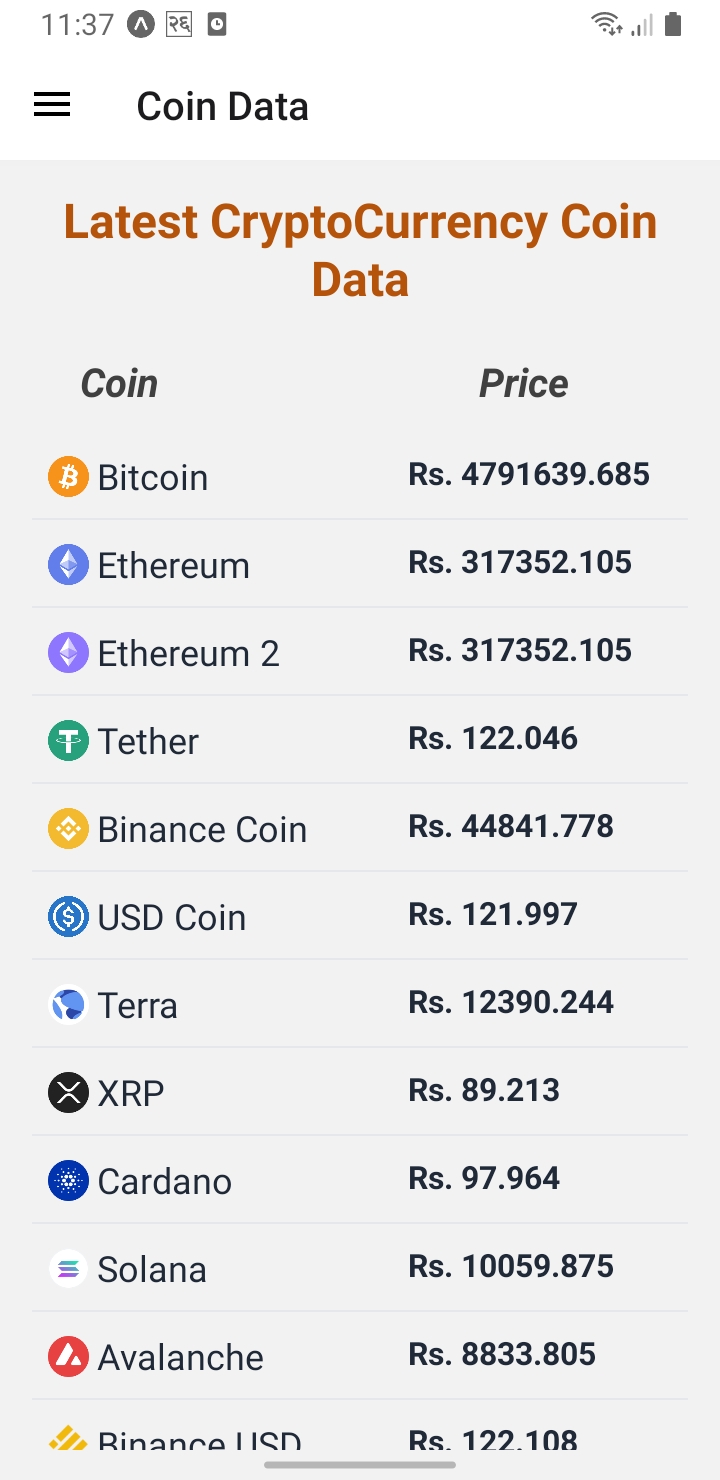 11:37 २६
Coin Data
Latest CryptoCurrency Coin
Data
Coin Price
Bitcoin Rs. 4791639.685
Ethereum Rs. 317352.105
Ethereum 2 Rs. 317352.105
Tether Rs. 122.046
Binance Coin Rs. 44841.778
USD Coin Rs. 121.997
Terra Rs. 12390.244
XRP Rs. 89.213
Cardano Rs. 97.964
Solana Rs. 10059.875
Avalanche Rs. 8833.805
Binance USD Rs. 122.108